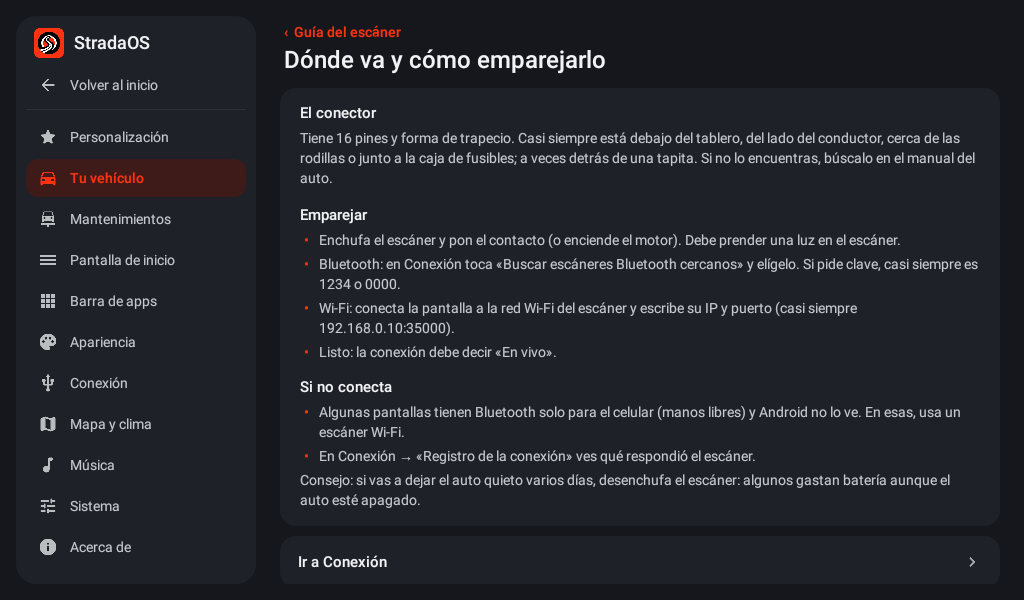 StradaOS
Volver al inicio
Personalización
Tu vehículo
Mantenimientos
Pantalla de inicio
Barra de apps
Apariencia
Conexión
Mapa y clima
Música
Sistema
Acerca de
‹ Guía del escáner
Dónde va y cómo emparejarlo
El conector
Tiene 16 pines y forma de trapecio. Casi siempre está debajo del tablero, del lado del conductor, cerca de las
rodillas o junto a la caja de fusibles; a veces detrás de una tapita. Si no lo encuentras, búscalo en el manual del
auto.
Emparejar
• Enchufa el escáner y pon el contacto (o enciende el motor). Debe prender una luz en el escáner.
• Bluetooth: en Conexión toca «Buscar escáneres Bluetooth cercanos» y elígelo. Si pide clave, casi siempre es
1234 o 0000.
• Wi-Fi: conecta la pantalla a la red Wi-Fi del escáner y escribe su IP y puerto (casi siempre
192.168.0.10:35000).
• Listo: la conexión debe decir «En vivo».
Si no conecta
• Algunas pantallas tienen Bluetooth solo para el celular (manos libres) y Android no lo ve. En esas, usa un
escáner Wi-Fi.
• En Conexión → «Registro de la conexión» ves qué respondió el escáner.
Consejo: si vas a dejar el auto quieto varios días, desenchufa el escáner: algunos gastan batería aunque el
auto esté apagado.
Ir a Conexión